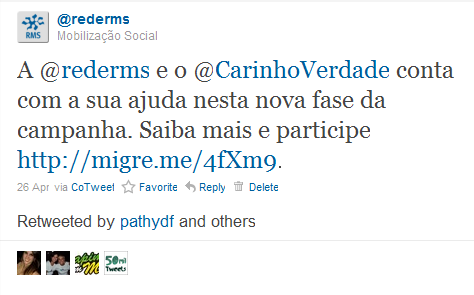 RMS
@rederms
Mobilização Social
A @rederms e o @CarinhoVerdade conta
com a sua ajuda nesta nova fase da
campanha. Saiba mais e participe
http://migre.me/4fXm9.
26 Apr via CoTweet Favorite Reply Delete
Retweeted by pathydf and others
50mil
Tweets